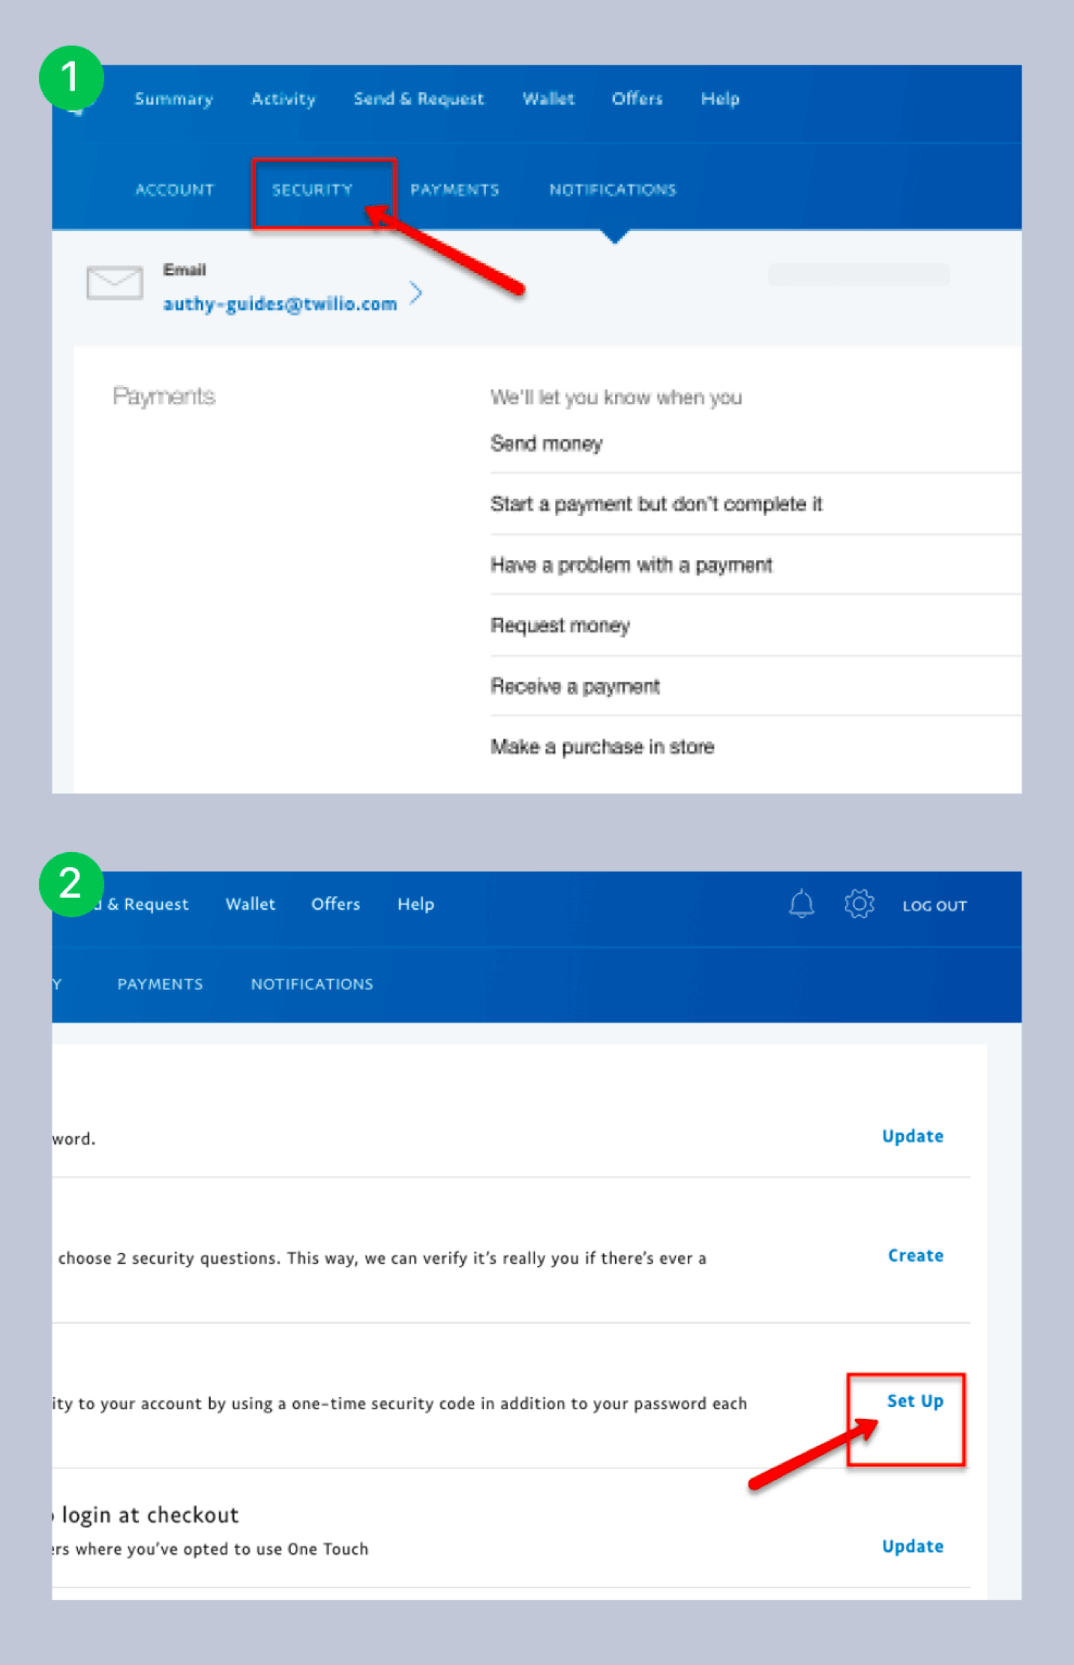 1
Summary Activity Send & Request Wallet Offers Help
ACCOUNT SECURITY PAYMENTS NOTIFICATIONS
Email
authy-guides@twilio.com
Payments
We'll let you know when you
Send money
Start a payment but don't complete it
Have a problem with a payment
Request money
Receive a payment
Make a purchase in store
2
d & Request Wallet Offers Help LOG OUT
Y PAYMENTS NOTIFICATIONS
word. Update
choose 2 security questions. This way, we can verify it's really you if there's ever a Create
ity to your account by using a one-time security code in addition to your password each Set Up
login at checkout
ers where you've opted to use One Touch Update